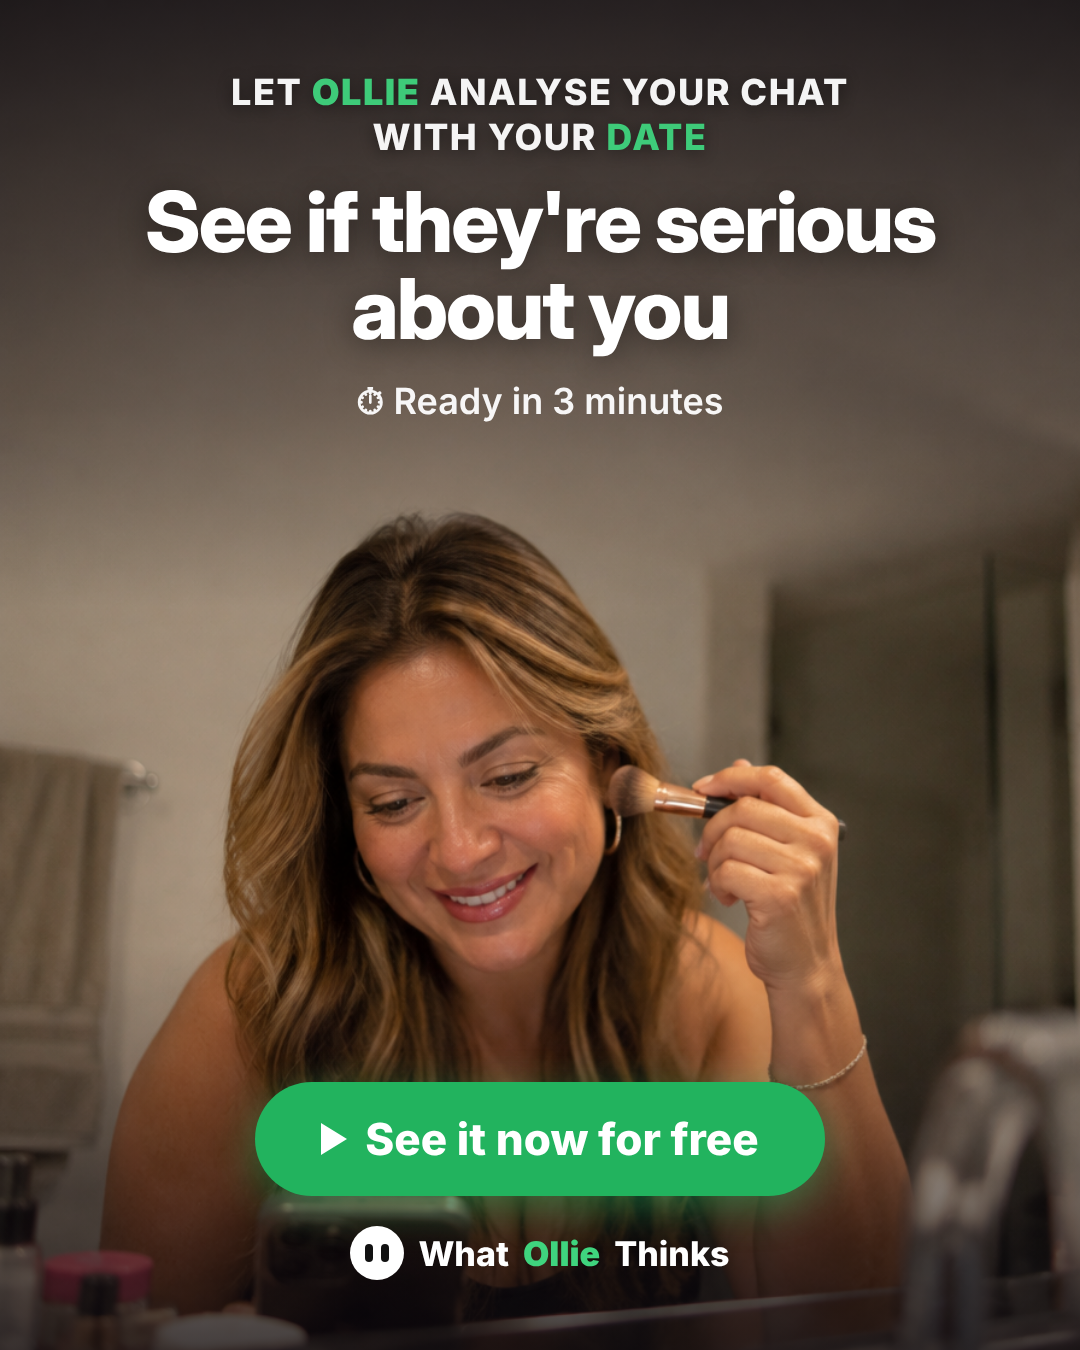 LET OLLIE ANALYSE YOUR CHAT
WITH YOUR DATE
See if they're serious
about you
⏱ Ready in 3 minutes
▶ See it now for free
What Ollie Thinks